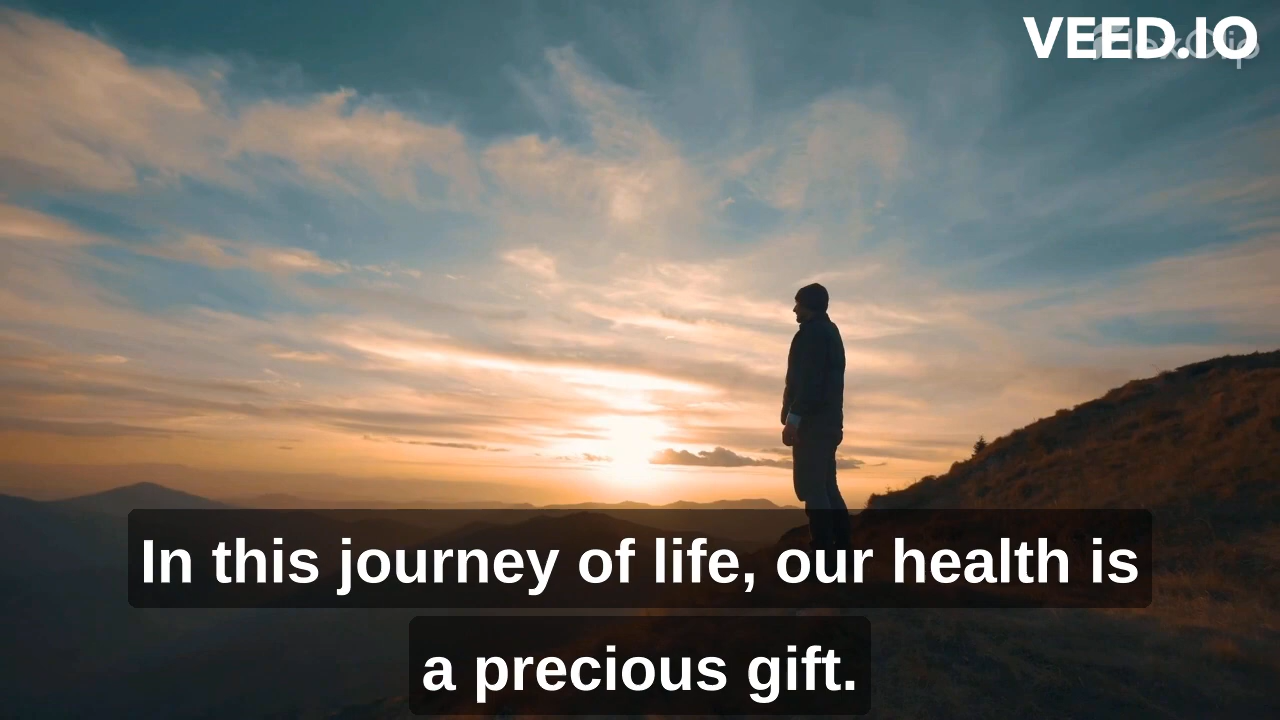 VEED.IO
In this journey of life, our health is
a precious gift.